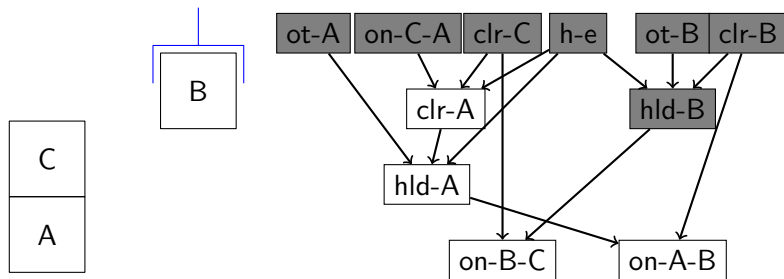 ot-A on-C-A clr-C h-e ot-B clr-B
B
clr-A hld-B
C
hld-A
A
on-B-C on-A-B